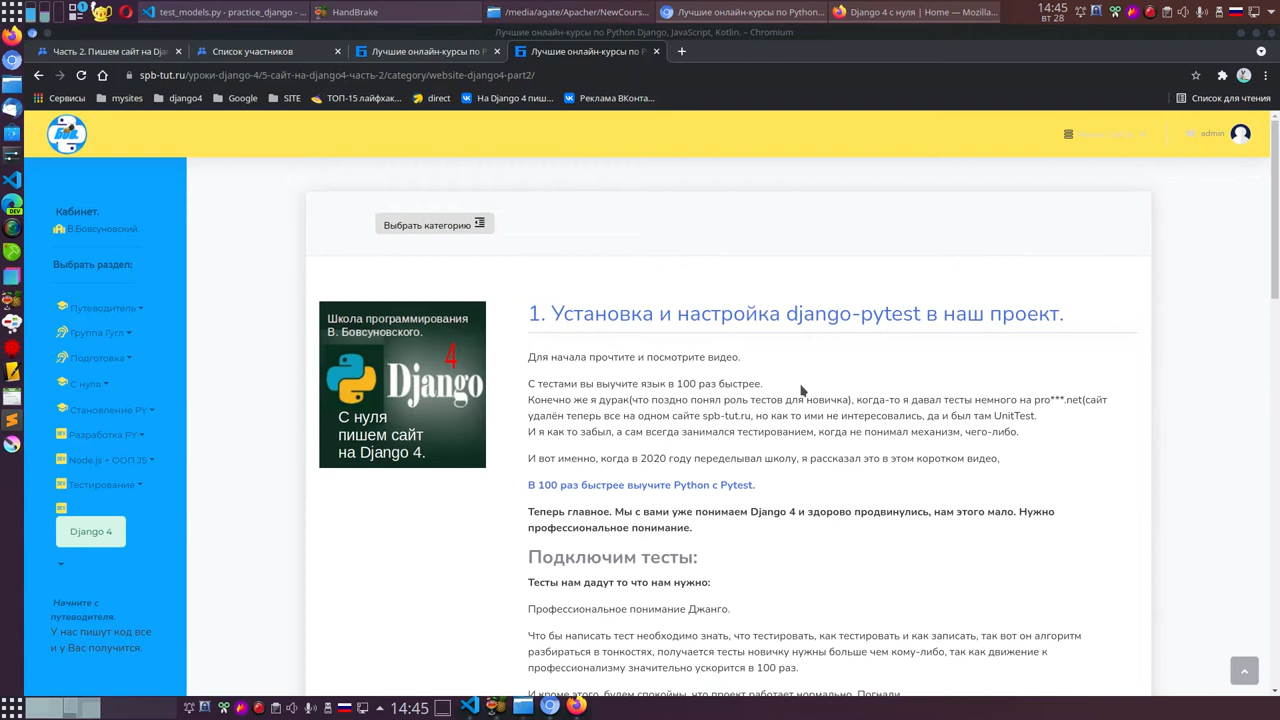 test_models.py - practice_django -...
HandBrake
/media/agate/Apacher/NewCours...
Лучшие онлайн-курсы по Python...
Django 4 с нуля | Home — Mozilla...
14:45
вт 28
Лучшие онлайн-курсы по Python Django, JavaScript, Kotlin. – Chromium
Часть 2. Пишем сайт на Dja
Список участников
Лучшие онлайн-курсы по P
Лучшие онлайн-курсы по P
spb-tut.ru/уроки-django-4/5-сайт-на-django4-часть-2/category/website-django4-part2/
Сервисы
mysites
django4
Google
SITE
ТОП-15 лайфхак...
direct
На Django 4 пиш...
Реклама ВКонта...
Список для чтения
admin
Кабинет.
В.Бовсуновский.
Выбрать раздел:
Путеводитель
Группа Гугл
Подготовка
С нуля
Становление PY
Разработка PY
Node.js + ООП JS
Тестирование
Django 4
Начните с
путеводителя.
У нас пишут код все
и у Вас получится.
Выбрать категорию
Школа программирования
В. Бовсуновского.
4
Django
С нуля
пишем сайт
на Django 4.
1. Установка и настройка django-pytest в наш проект.
Для начала прочтите и посмотрите видео.
С тестами вы выучите язык в 100 раз быстрее.
Конечно же я дурак(что поздно понял роль тестов для новичка), когда-то я давал тесты немного на pro***.net(сайт
удалён теперь все на одном сайте spb-tut.ru, но как то ими не интересовались, да и был там UnitTest.
И я как то забыл, а сам всегда занимался тестированием, когда не понимал механизм, чего-либо.
И вот именно, когда в 2020 году переделывал школу, я рассказал это в этом коротком видео,
В 100 раз быстрее выучите Python с Pytest.
Теперь главное. Мы с вами уже понимаем Django 4 и здорово продвинулись, нам этого мало. Нужно
профессиональное понимание.
Подключим тесты:
Тесты нам дадут то что нам нужно:
Профессиональное понимание Джанго.
Что бы написать тест необходимо знать, что тестировать, как тестировать и как записать, так вот он алгоритм
разбираться в тонкостях, получается тесты новичку нужны больше чем кому-либо, так как движение к
профессионализму значительно ускорится в 100 раз.
И кроме этого, будем спокойны, что проект работает нормально. Погнали.
14:45